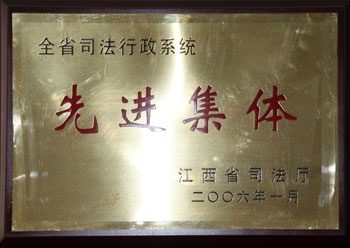 全省司法行政系统
先进集体
江西省司法厅
二〇〇六年一月